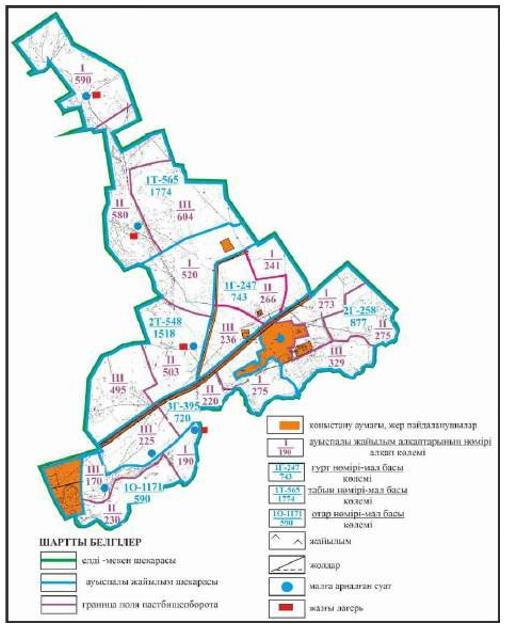 I
590
1Т-565
1774
II
580
III
604
I
520
I
241
1Г-247
743
II
266
I
273
2Г-258
877
II
275
2Т-548
1518
III
236
III
329
II
503
III
495
II
220
I
275
3Г-395
720
III
225
I
190
III
170
1О-1171
590
II
230
қоныстану аумағы, жер пайдаланушылар
I
190
ауыспалы жайылым алқаптарының нөмірі
алқап көлемі
1Г-247
743
гурт нөмірі-мал басы
көлемі
1Т-565
1774
табын нөмірі-мал басы
көлемі
1О-1171
590
отар нөмірі-мал басы
көлемі
жайылым
жолдар
малға арналған суат
жазғы лагерь
ШАРТТЫ БЕЛГІЛЕР
елді -мекен шекарасы
ауыспалы жайылым шекарасы
граница поля пастбищеоборота